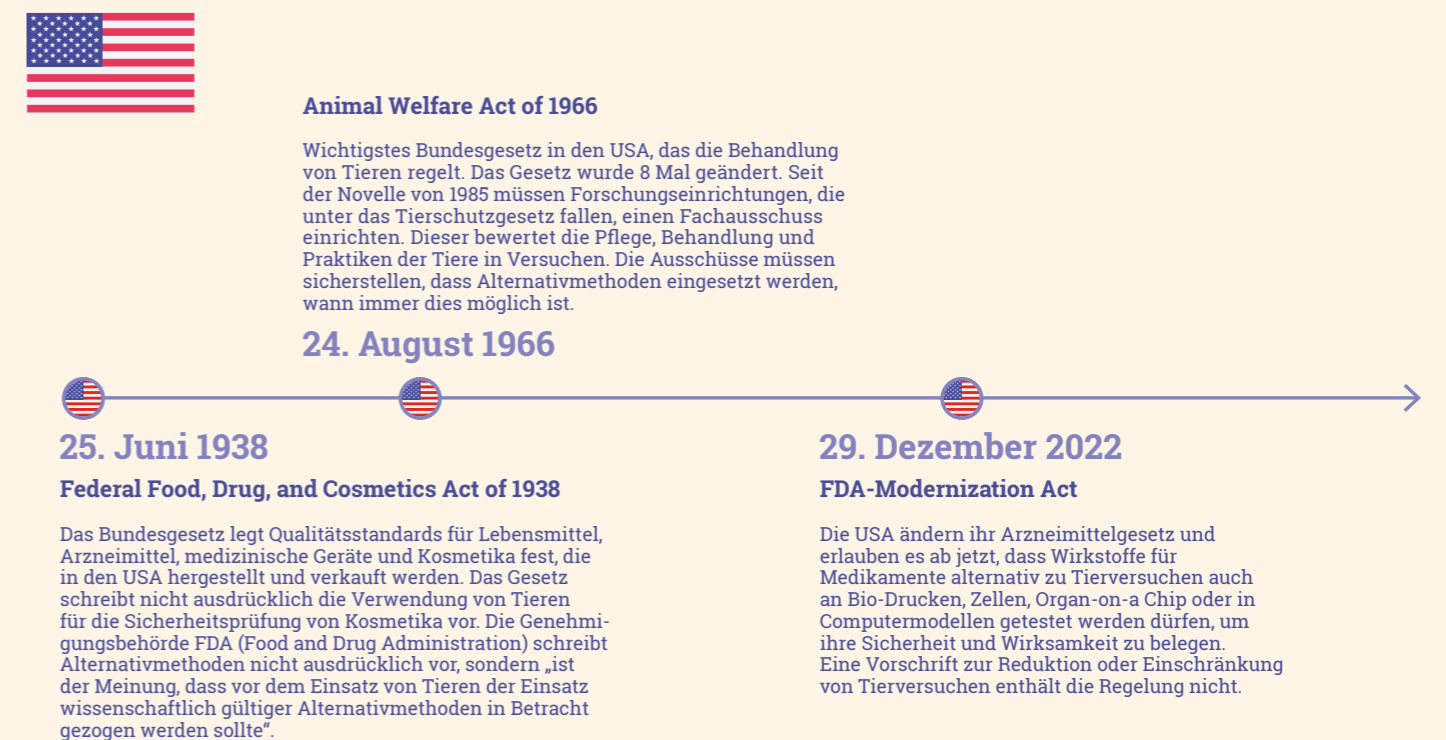 Animal Welfare Act of 1966
Wichtigstes Bundesgesetz in den USA, das die Behandlung
von Tieren regelt. Das Gesetz wurde 8 Mal geändert. Seit
der Novelle von 1985 müssen Forschungseinrichtungen, die
unter das Tierschutzgesetz fallen, einen Fachausschuss
einrichten. Dieser bewertet die Pflege, Behandlung und
Praktiken der Tiere in Versuchen. Die Ausschüsse müssen
sicherstellen, dass Alternativmethoden eingesetzt werden,
wann immer dies möglich ist.
24. August 1966
25. Juni 1938
Federal Food, Drug, and Cosmetics Act of 1938
Das Bundesgesetz legt Qualitätsstandards für Lebensmittel,
Arzneimittel, medizinische Geräte und Kosmetika fest, die
in den USA hergestellt und verkauft werden. Das Gesetz
schreibt nicht ausdrücklich die Verwendung von Tieren
für die Sicherheitsprüfung von Kosmetika vor. Die Genehmi-
gungsbehörde FDA (Food and Drug Administration) schreibt
Alternativmethoden nicht ausdrücklich vor, sondern „ist
der Meinung, dass vor dem Einsatz von Tieren der Einsatz
wissenschaftlich gültiger Alternativmethoden in Betracht
gezogen werden sollte“.
29. Dezember 2022
FDA-Modernization Act
Die USA ändern ihr Arzneimittelgesetz und
erlauben es ab jetzt, dass Wirkstoffe für
Medikamente alternativ zu Tierversuchen auch
an Bio-Drucken, Zellen, Organ-on-a Chip oder in
Computermodellen getestet werden dürfen, um
ihre Sicherheit und Wirksamkeit zu belegen.
Eine Vorschrift zur Reduktion oder Einschränkung
von Tierversuchen enthält die Regelung nicht.